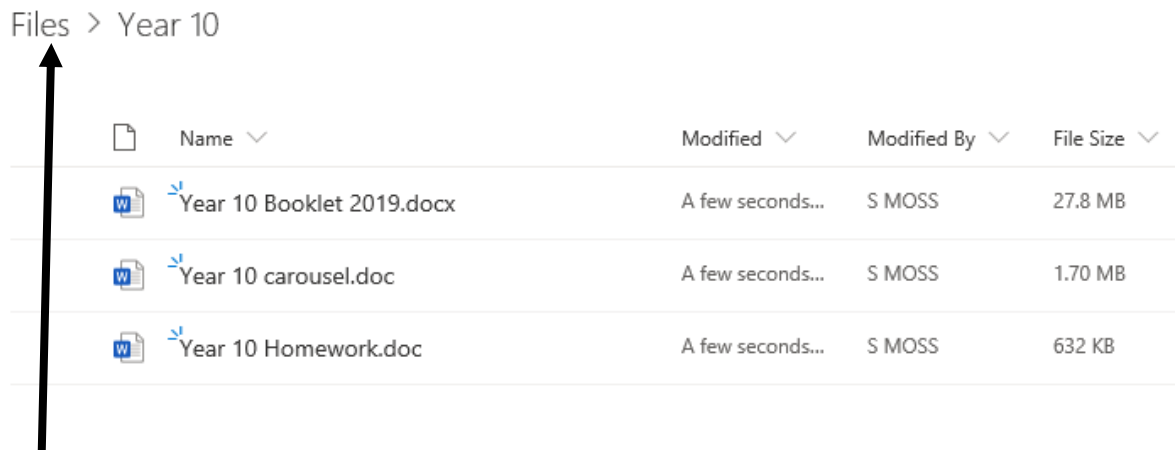 Files > Year 10
Name Modified Modified By File Size
Year 10 Booklet 2019.docx A few seconds... S MOSS 27.8 MB
Year 10 carousel.doc A few seconds... S MOSS 1.70 MB
Year 10 Homework.doc A few seconds... S MOSS 632 KB